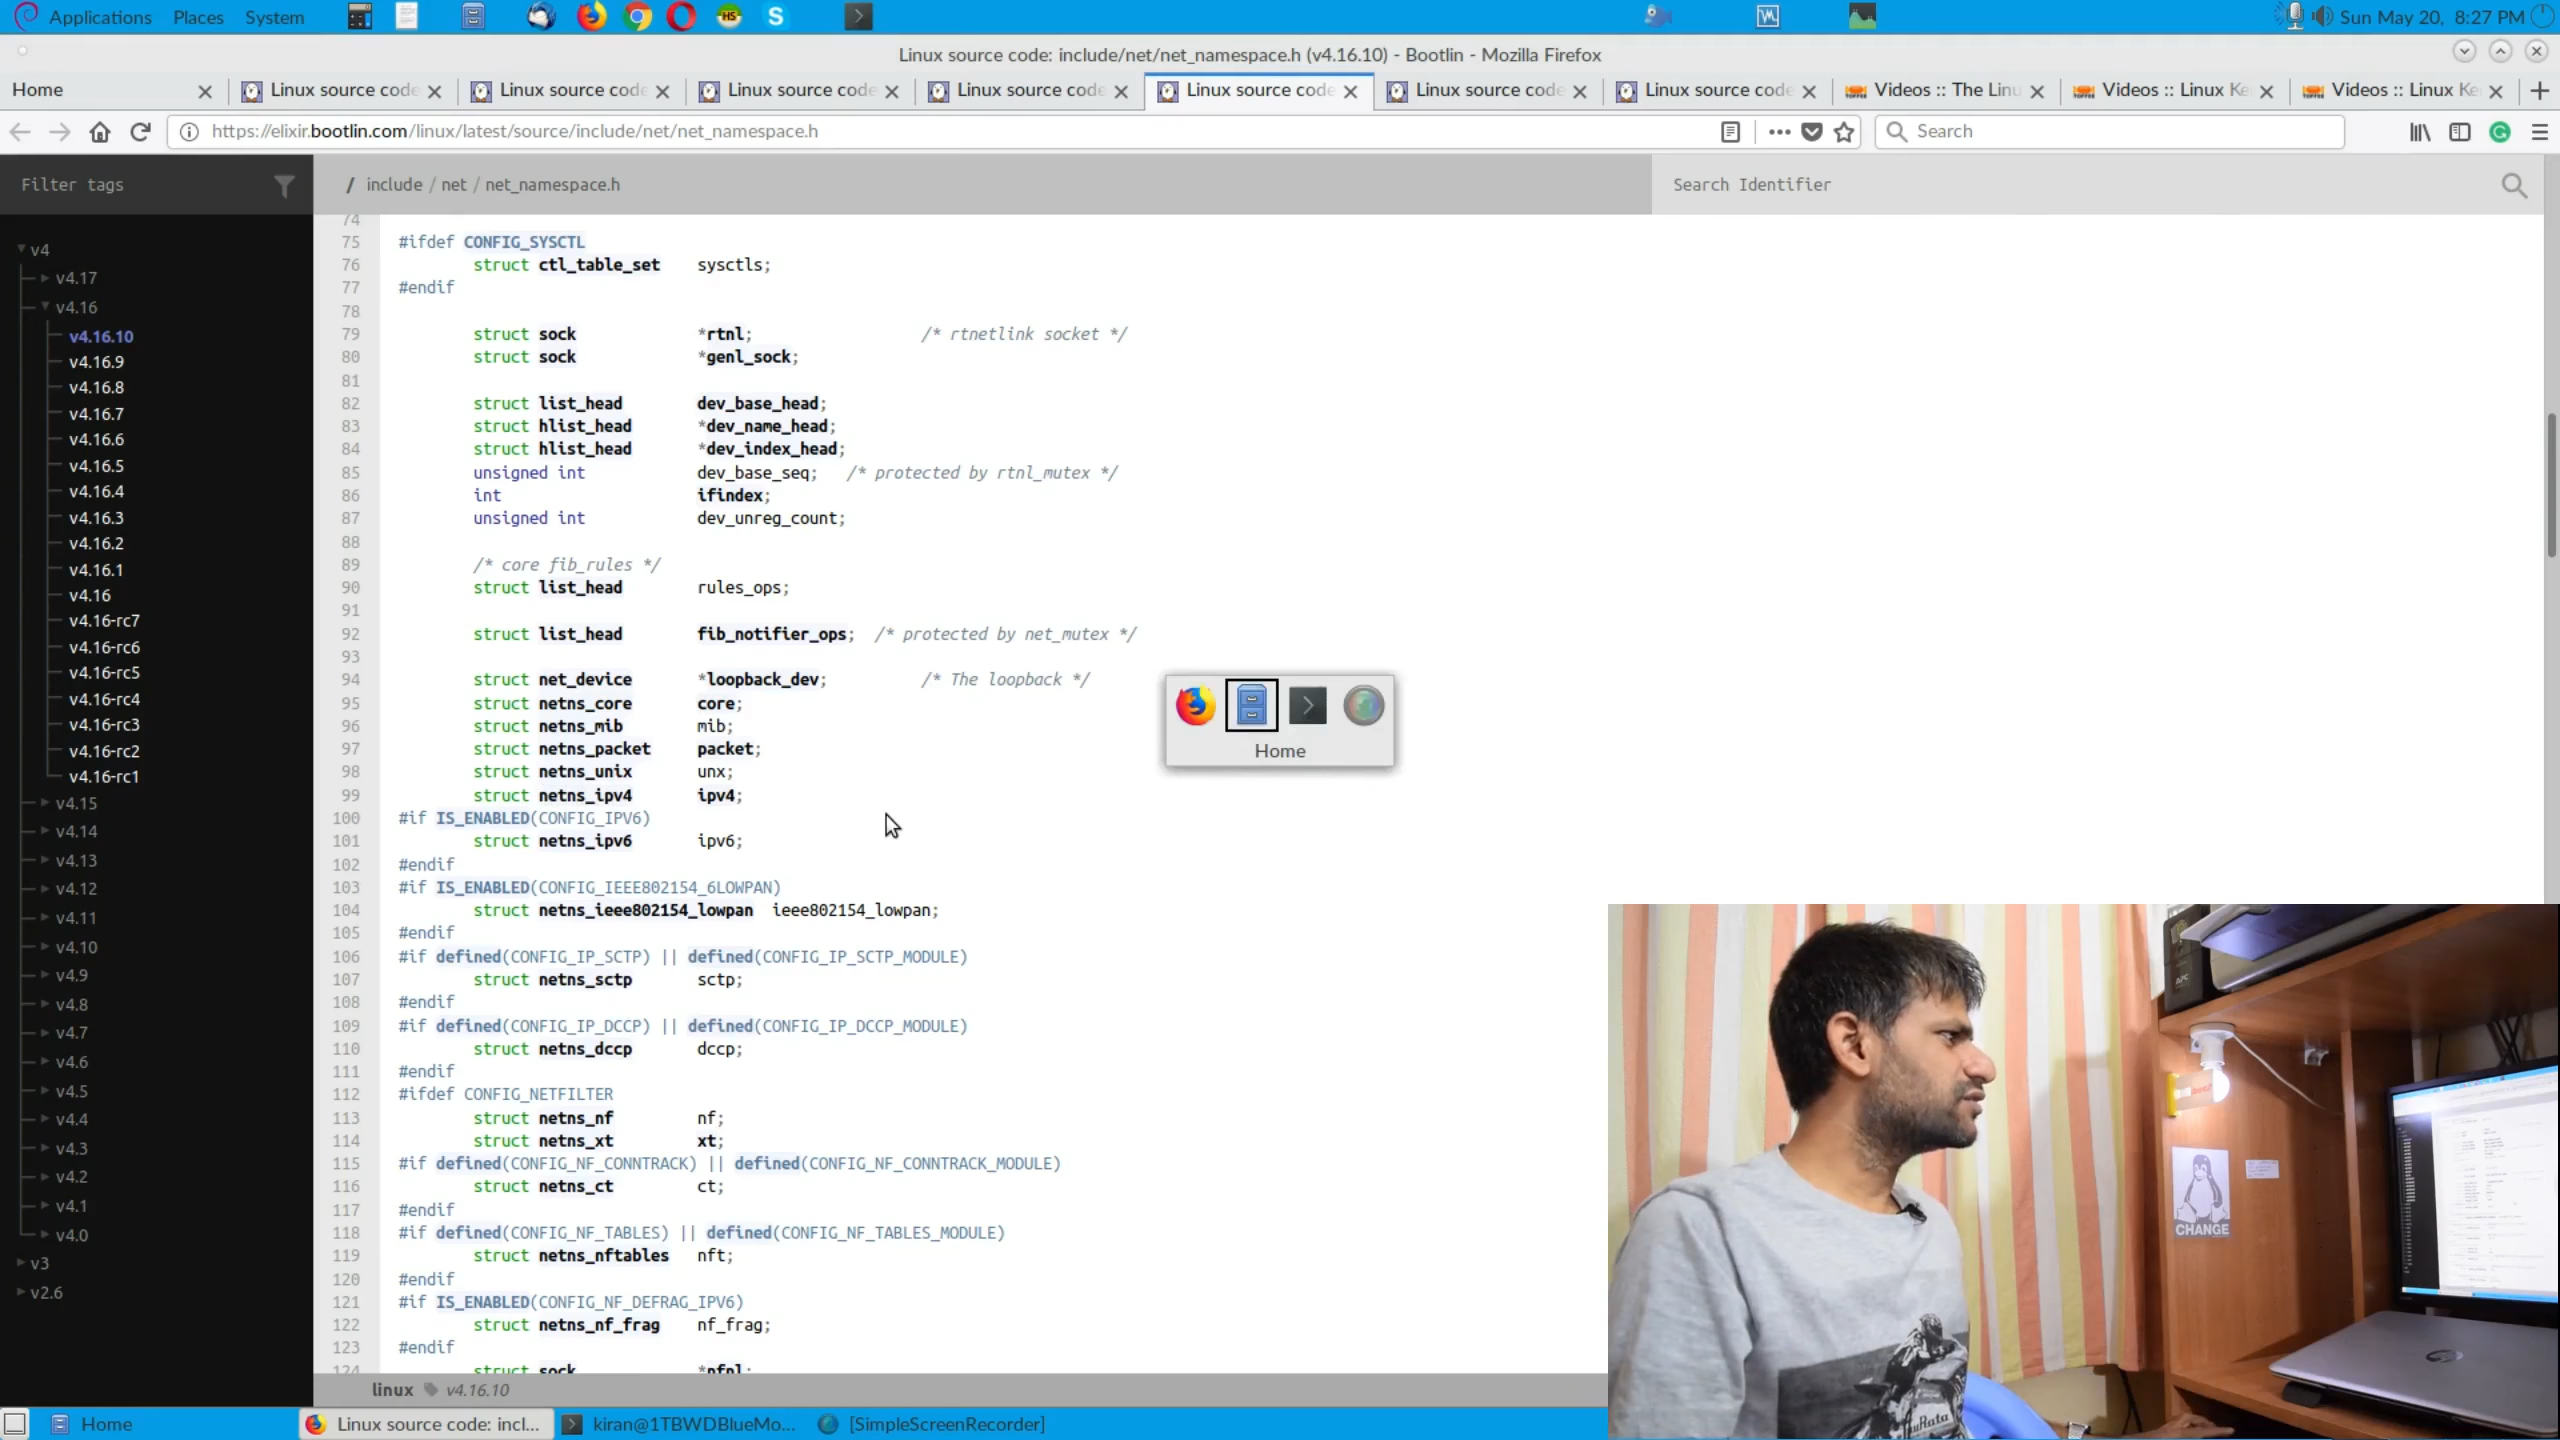 Applications Places System
Sun May 20, 8:27 PM
Linux source code: include/net/net_namespace.h (v4.16.10) - Bootlin - Mozilla Firefox
Home
Linux source code
Linux source code
Linux source code
Linux source code
Linux source code
Linux source code
Linux source code
Videos :: The Linu
Videos :: Linux Ke
Videos :: Linux Ke
https://elixir.bootlin.com/linux/latest/source/include/net/net_namespace.h
Search
Filter tags
/ include / net / net_namespace.h
Search Identifier
v4
v4.17
v4.16
v4.16.10
v4.16.9
v4.16.8
v4.16.7
v4.16.6
v4.16.5
v4.16.4
v4.16.3
v4.16.2
v4.16.1
v4.16
v4.16-rc7
v4.16-rc6
v4.16-rc5
v4.16-rc4
v4.16-rc3
v4.16-rc2
v4.16-rc1
v4.15
v4.14
v4.13
v4.12
v4.11
v4.10
v4.9
v4.8
v4.7
v4.6
v4.5
v4.4
v4.3
v4.2
v4.1
v4.0
v3
v2.6
74
75 #ifdef CONFIG_SYSCTL
76 struct ctl_table_set sysctls;
77 #endif
78
79 struct sock *rtnl; /* rtnetlink socket */
80 struct sock *genl_sock;
81
82 struct list_head dev_base_head;
83 struct hlist_head *dev_name_head;
84 struct hlist_head *dev_index_head;
85 unsigned int dev_base_seq; /* protected by rtnl_mutex */
86 int ifindex;
87 unsigned int dev_unreg_count;
88
89 /* core fib_rules */
90 struct list_head rules_ops;
91
92 struct list_head fib_notifier_ops; /* protected by net_mutex */
93
94 struct net_device *loopback_dev; /* The loopback */
95 struct netns_core core;
96 struct netns_mib mib;
97 struct netns_packet packet;
98 struct netns_unix unx;
99 struct netns_ipv4 ipv4;
100 #if IS_ENABLED(CONFIG_IPV6)
101 struct netns_ipv6 ipv6;
102 #endif
103 #if IS_ENABLED(CONFIG_IEEE802154_6LOWPAN)
104 struct netns_ieee802154_lowpan ieee802154_lowpan;
105 #endif
106 #if defined(CONFIG_IP_SCTP) || defined(CONFIG_IP_SCTP_MODULE)
107 struct netns_sctp sctp;
108 #endif
109 #if defined(CONFIG_IP_DCCP) || defined(CONFIG_IP_DCCP_MODULE)
110 struct netns_dccp dccp;
111 #endif
112 #ifdef CONFIG_NETFILTER
113 struct netns_nf nf;
114 struct netns_xt xt;
115 #if defined(CONFIG_NF_CONNTRACK) || defined(CONFIG_NF_CONNTRACK_MODULE)
116 struct netns_ct ct;
117 #endif
118 #if defined(CONFIG_NF_TABLES) || defined(CONFIG_NF_TABLES_MODULE)
119 struct netns_nftables nft;
120 #endif
121 #if IS_ENABLED(CONFIG_NF_DEFRAG_IPV6)
122 struct netns_nf_frag nf_frag;
123 #endif
124 struct sock *nfnl;
Home
APC
CHANGE
linux v4.16.10
Home
Linux source code: incl...
kiran@1TBWDBlueMo...
[SimpleScreenRecorder]